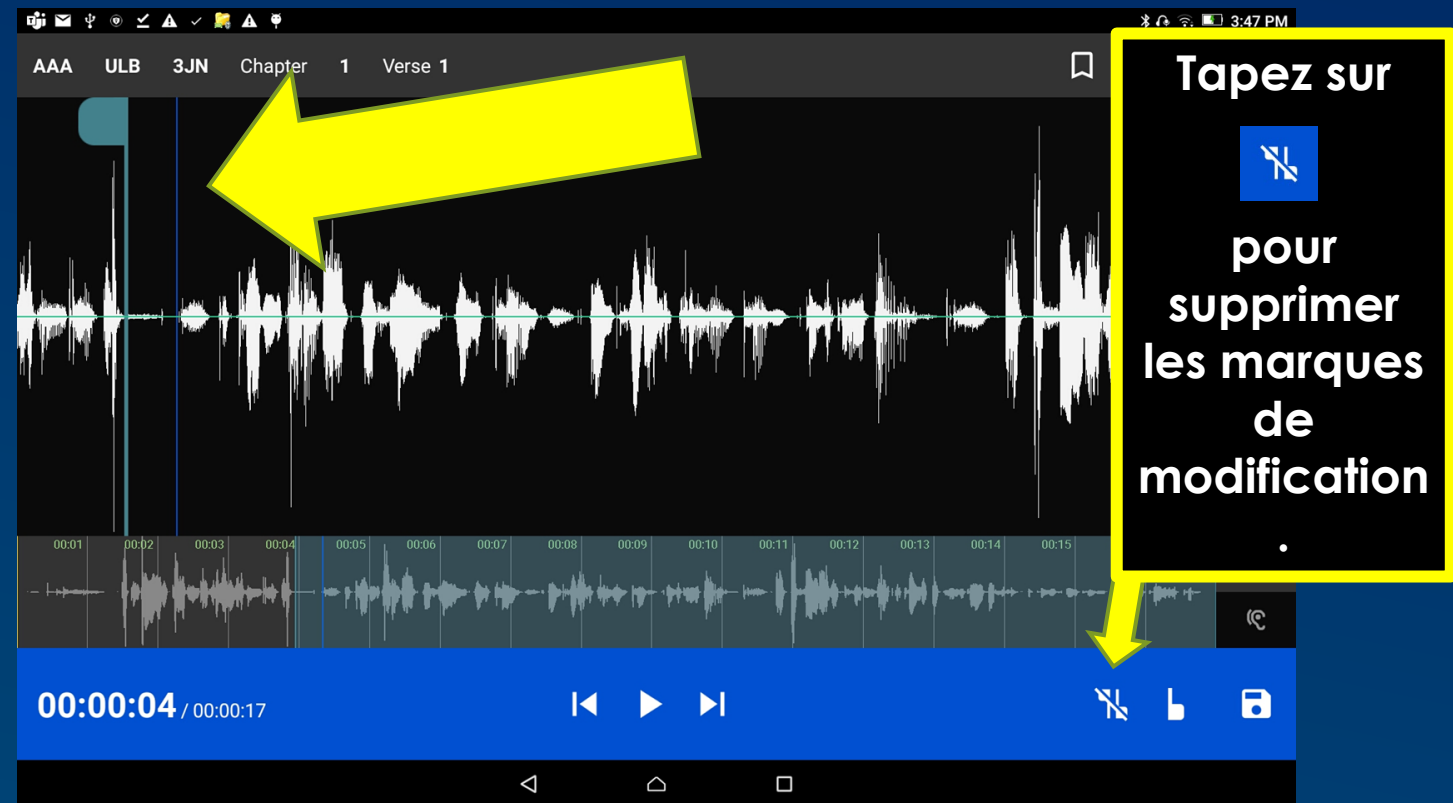 3:47 PM
AAA ULB 3JN Chapter 1 Verse 1
Tapez sur
pour
supprimer
les marques
de
modification
.
00:01 00:02 00:03 00:04 00:05 00:06 00:07 00:08 00:09 00:10 00:11 00:12 00:13 00:14 00:15
00:00:04 / 00:00:17